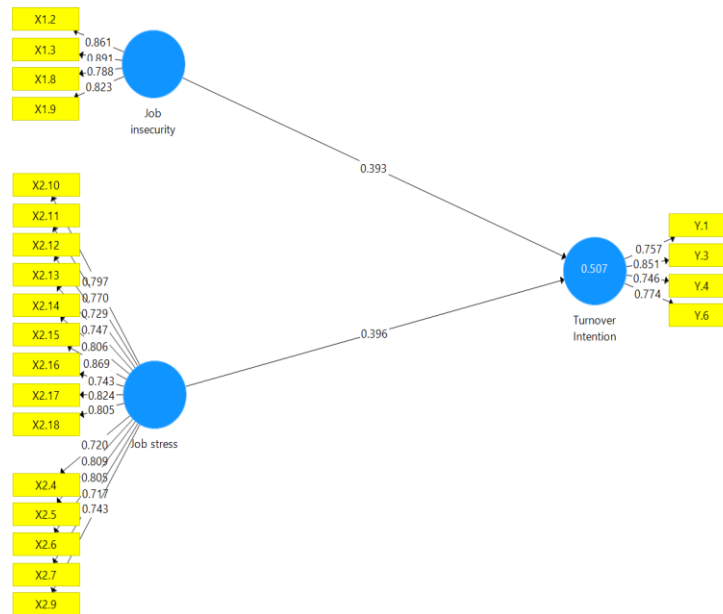 X1.2
X1.3
X1.8
X1.9
0.861
0.891
0.788
0.823
Job
insecurity
0.393
X2.10
X2.11
X2.12
X2.13
X2.14
X2.15
X2.16
X2.17
X2.18
0.797
0.770
0.729
0.747
0.806
0.869
0.743
0.824
0.805
Job stress
0.720
0.809
0.805
0.717
0.743
X2.4
X2.5
X2.6
X2.7
X2.9
0.396
0.507
Turnover
Intention
0.757
0.851
0.746
0.774
Y.1
Y.3
Y.4
Y.6